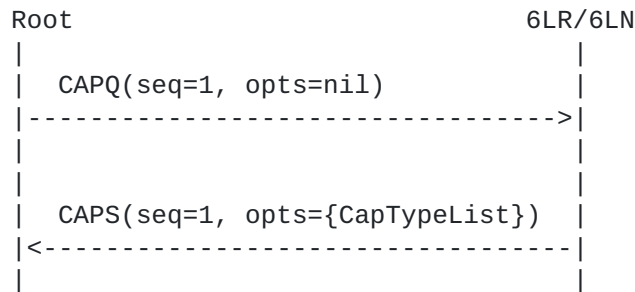 Root 6LR/6LN
| |
| CAPQ(seq=1, opts=nil) |
|---------------------------------->|
| |
| |
| CAPS(seq=1, opts={CapTypeList}) |
|<-----------------------------------|
| |